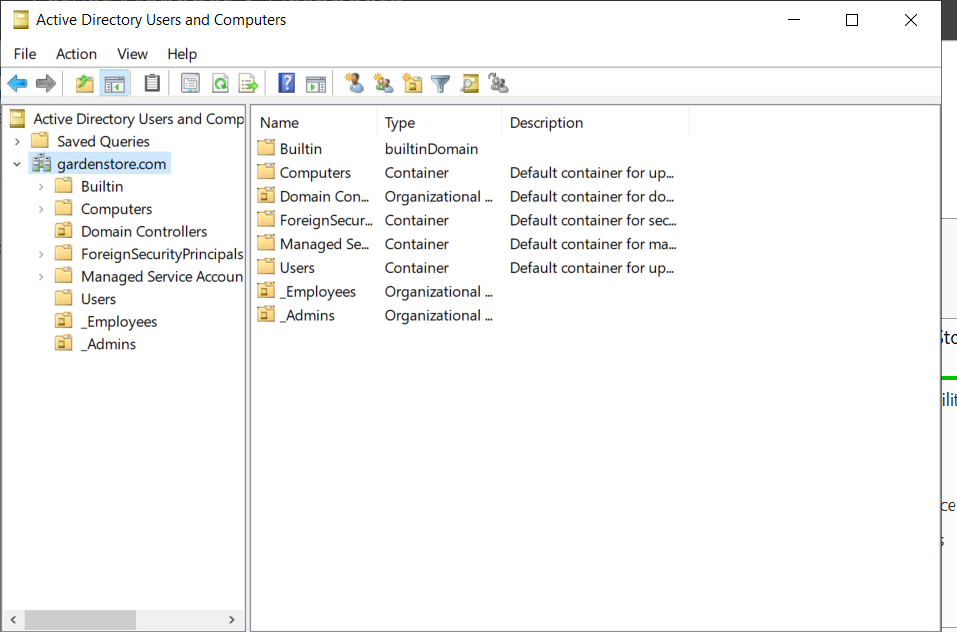 Active Directory Users and Computers
File Action View Help
Active Directory Users and Comp
Saved Queries
gardenstore.com
Builtin
Computers
Domain Controllers
ForeignSecurityPrincipals
Managed Service Accoun
Users
_Employees
_Admins
Name Type Description
Builtin builtinDomain
Computers Container Default container for up...
Domain Con... Organizational ... Default container for do...
ForeignSecur... Container Default container for sec...
Managed Se... Container Default container for ma...
Users Container Default container for up...
_Employees Organizational ...
_Admins Organizational ...